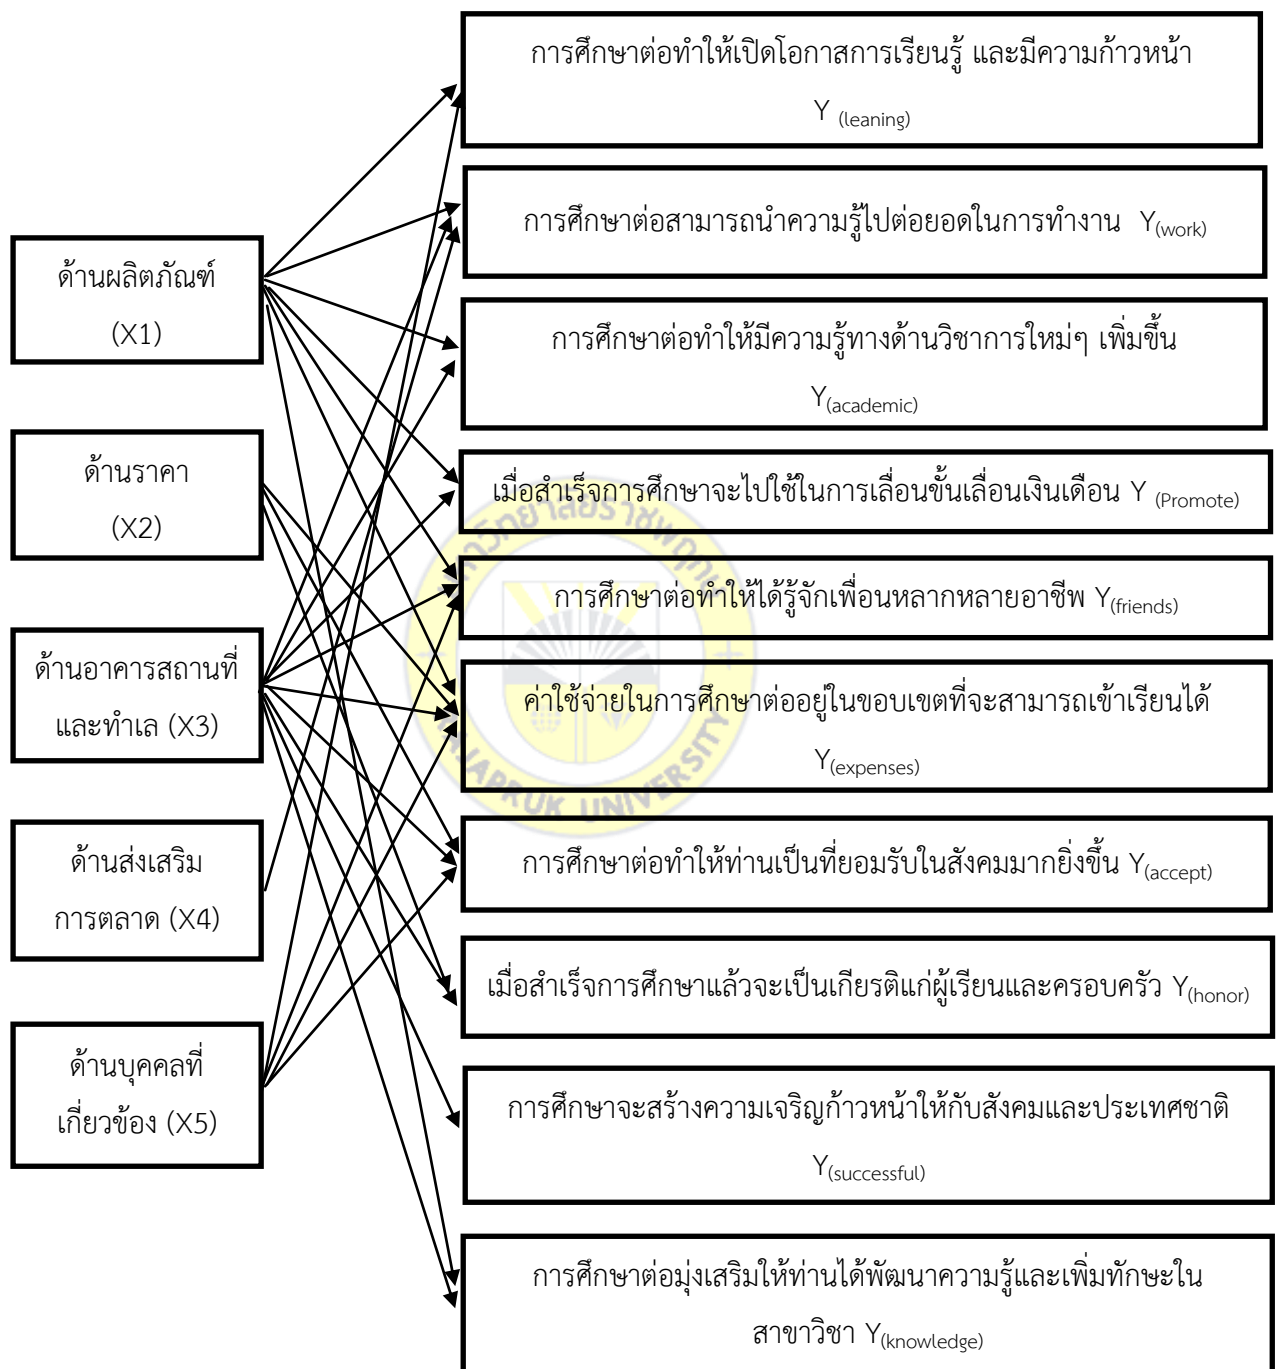 การศึกษาต่อทำให้เปิดโอกาสการเรียนรู้ และมีความก้าวหน้า
Y (leaning)
การศึกษาต่อสามารถนำความรู้ไปต่อยอดในการทำงาน Y(work)
ด้านผลิตภัณฑ์
(X1)
การศึกษาต่อทำให้มีความรู้ทางด้านวิชาการใหม่ๆ เพิ่มขึ้น
Y(academic)
ด้านราคา
(X2)
เมื่อสำเร็จการศึกษาจะไปใช้ในการเลื่อนขั้นเลื่อนเงินเดือน Y (Promote)
การศึกษาต่อทำให้ได้รู้จักเพื่อนหลากหลายอาชีพ Y(friends)
ด้านอาคารสถานที่
และทำเล (X3)
ค่าใช้จ่ายในการศึกษาต่ออยู่ในขอบเขตที่จะสามารถเข้าเรียนได้
Y(expenses)
ด้านส่งเสริม
การตลาด (X4)
การศึกษาต่อทำให้ท่านเป็นที่ยอมรับในสังคมมากยิ่งขึ้น Y(accept)
เมื่อสำเร็จการศึกษาแล้วจะเป็นเกียรติแก่ผู้เรียนและครอบครัว Y(honor)
ด้านบุคคลที่
เกี่ยวข้อง (X5)
การศึกษาจะสร้างความเจริญก้าวหน้าให้กับสังคมและประเทศชาติ
Y(successful)
การศึกษาต่อมุ่งเสริมให้ท่านได้พัฒนาความรู้และเพิ่มทักษะใน
สาขาวิชา Y(knowledge)
มหาวิทยาลัยราชพฤกษ์
RAJAPRUK UNIVERSITY